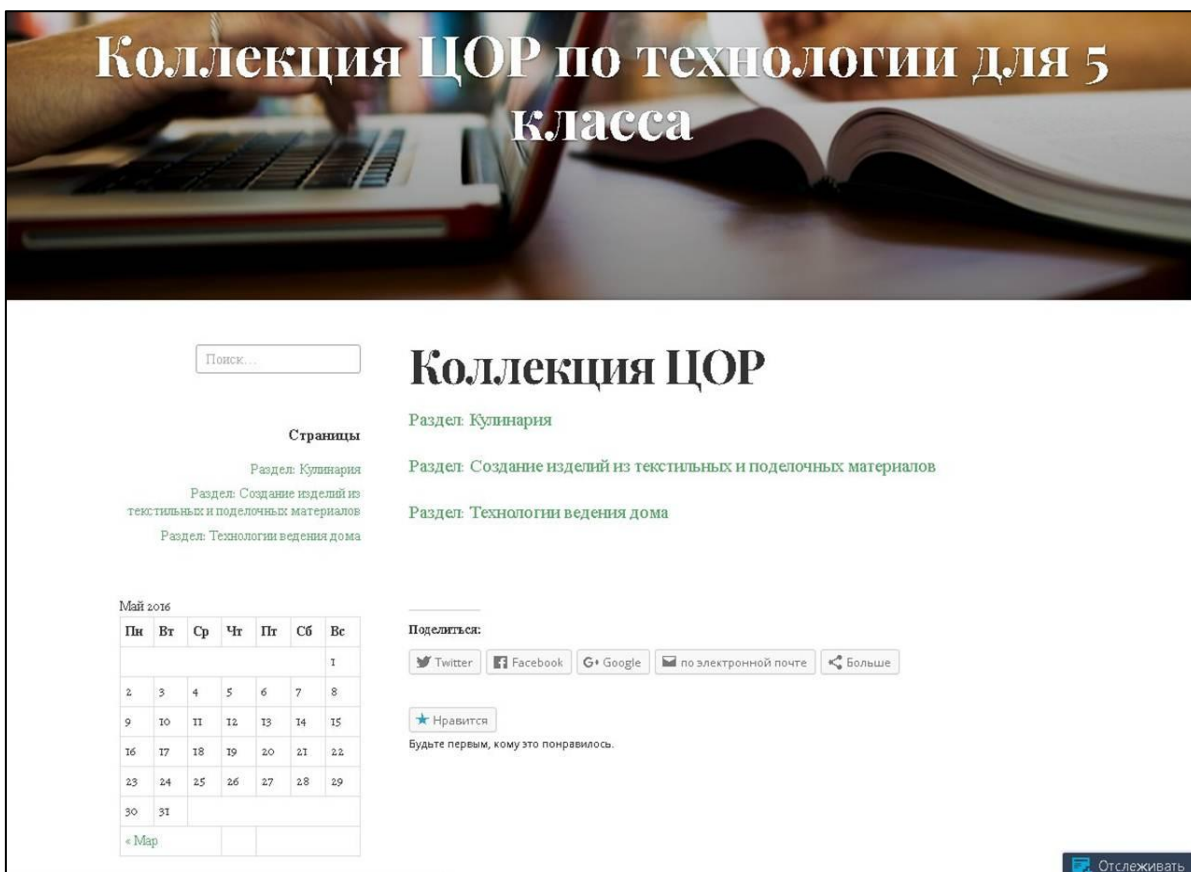 Коллекция ЦОР по технологии для 5
класса
Поиск...
Страницы
Раздел: Кулинария
Раздел: Создание изделий из
текстильных и поделочных материалов
Раздел: Технологии ведения дома
Май 2016
Пн Вт Ср Чт Пт Сб Вс
1
2 3 4 5 6 7 8
9 10 11 12 13 14 15
16 17 18 19 20 21 22
23 24 25 26 27 28 29
30 31
« Мар
Коллекция ЦОР
Раздел: Кулинария
Раздел: Создание изделий из текстильных и поделочных материалов
Раздел: Технологии ведения дома
Поделиться:
Twitter Facebook G+ Google по электронной почте Больше
Нравится
Будьте первым, кому это понравилось.
Отслеживать